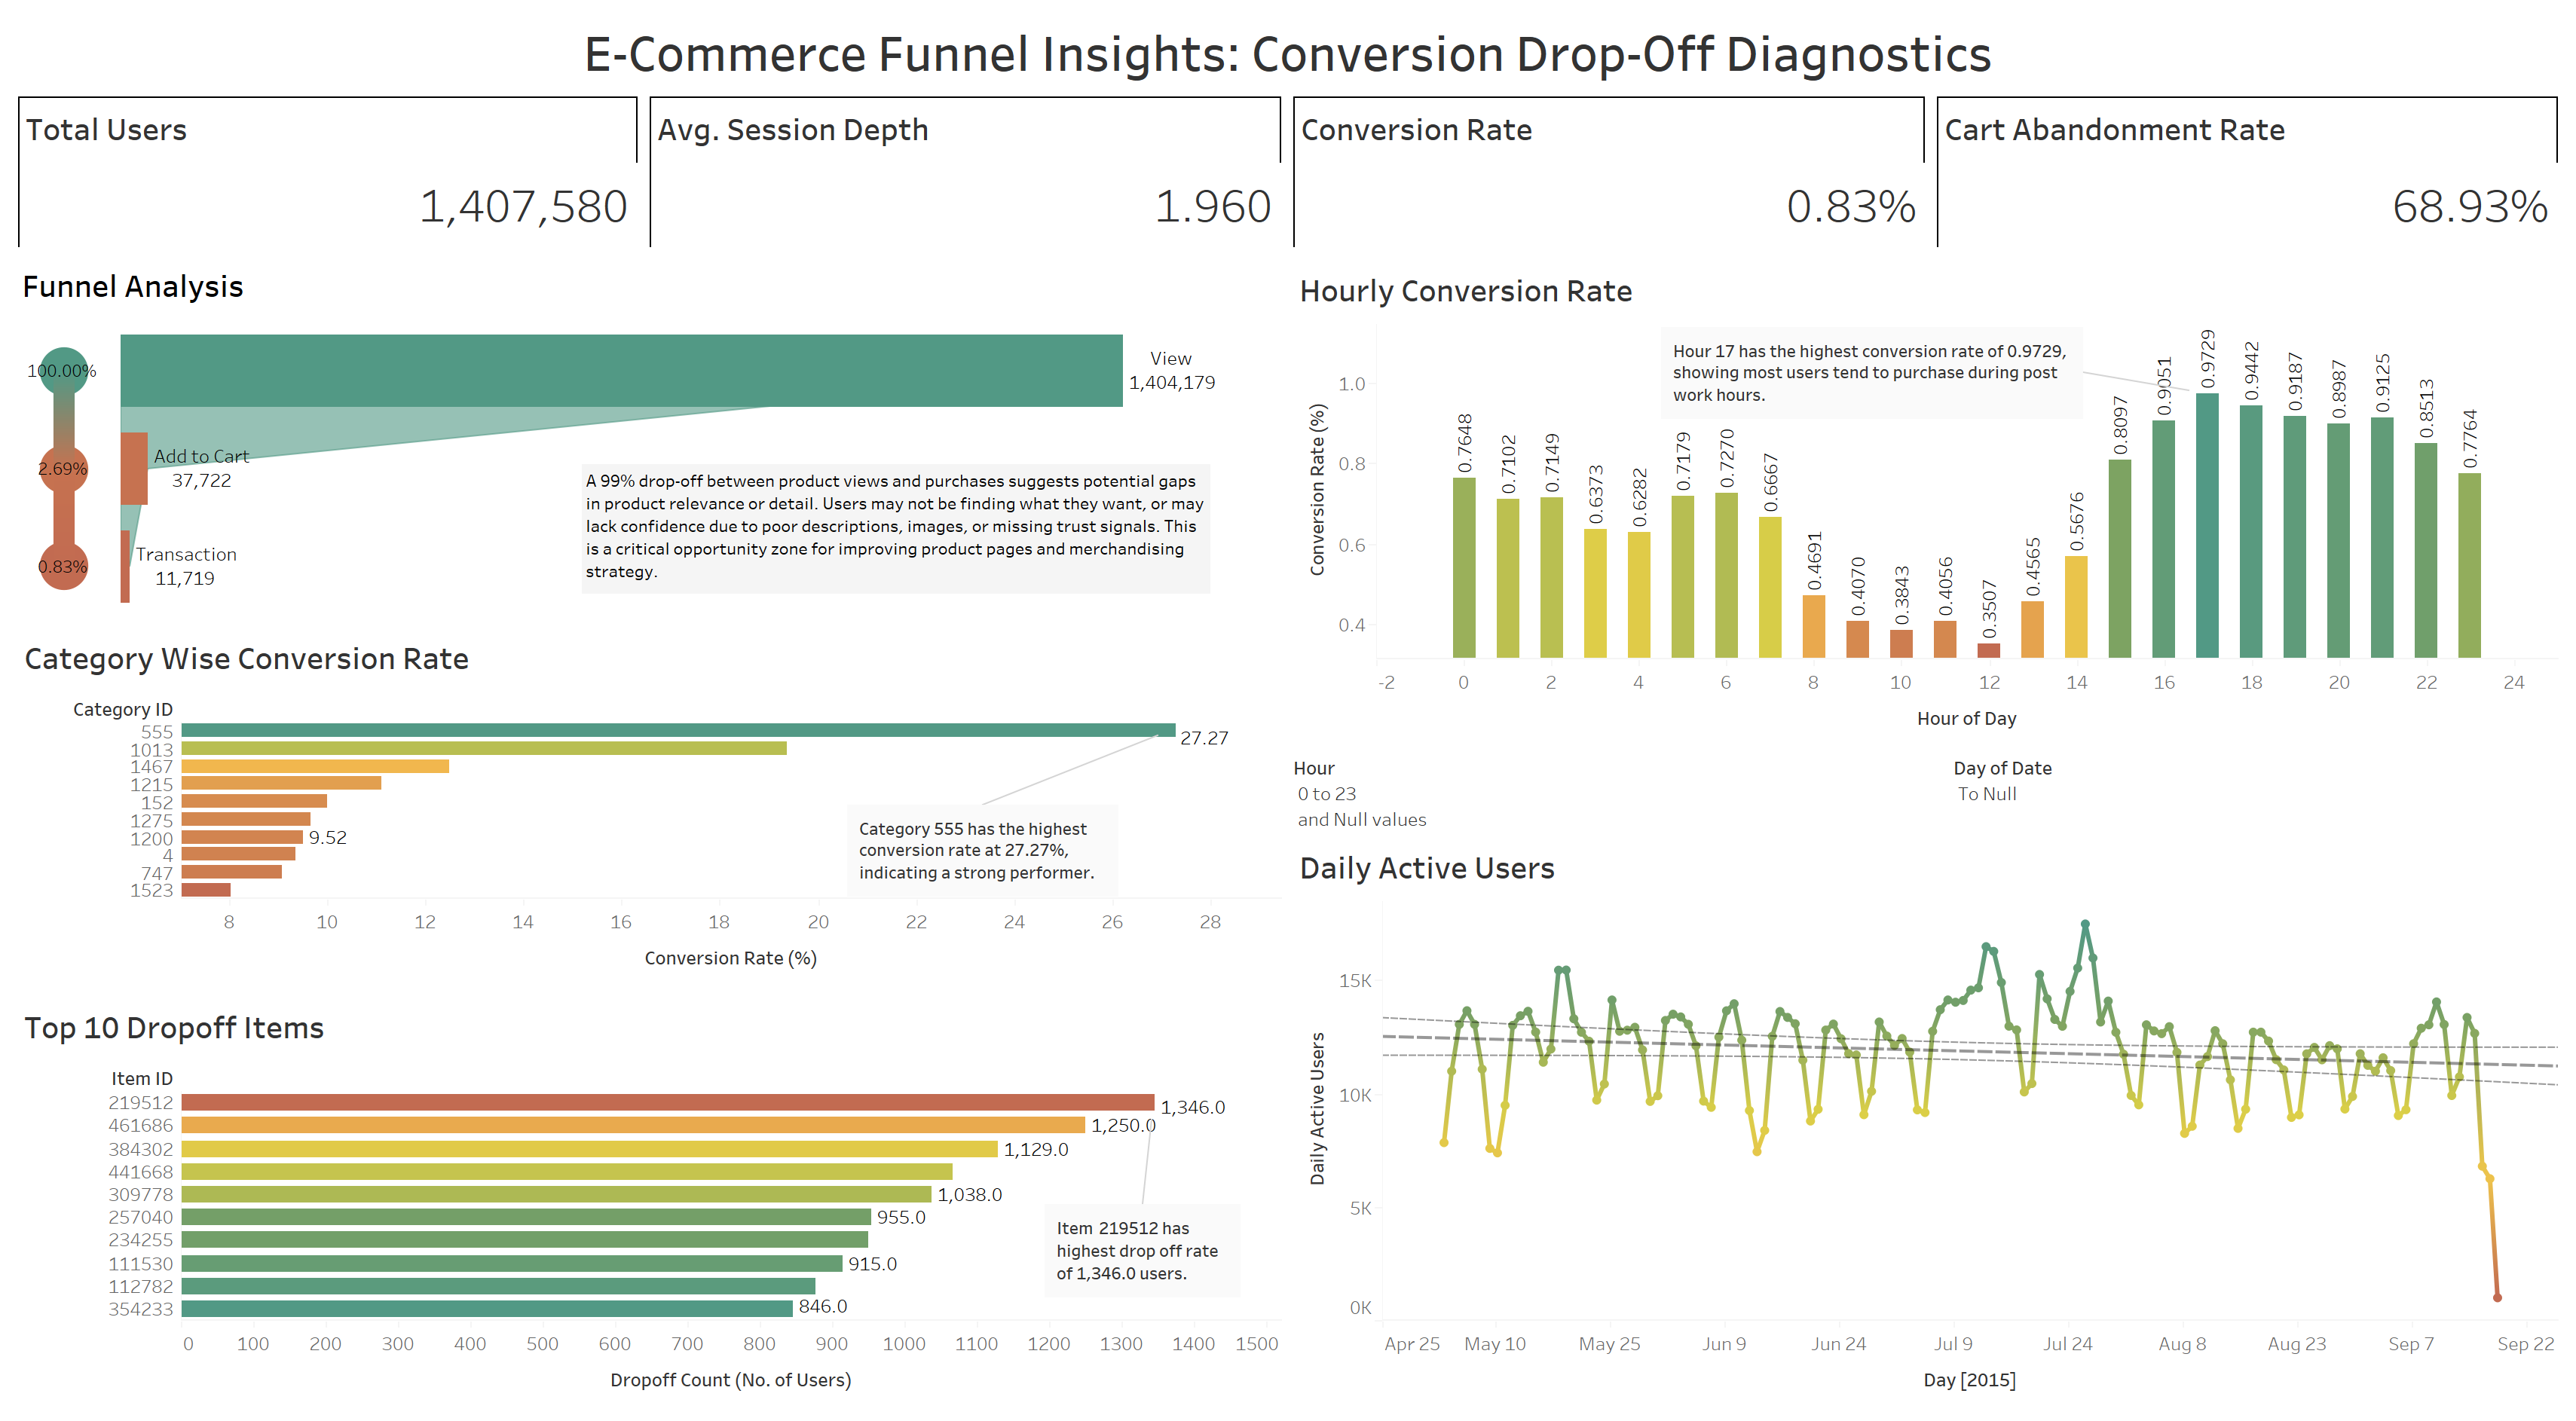 E-Commerce Funnel Insights: Conversion Drop-Off Diagnostics
Total Users
1,407,580
Avg. Session Depth
1.960
Conversion Rate
0.83%
Cart Abandonment Rate
68.93%
Funnel Analysis
100.00%
View
1,404,179
2.69%
Add to Cart
37,722
0.83%
Transaction
11,719
A 99% drop-off between product views and purchases suggests potential gaps
in product relevance or detail. Users may not be finding what they want, or may
lack confidence due to poor descriptions, images, or missing trust signals. This
is a critical opportunity zone for improving product pages and merchandising
strategy.
Category Wise Conversion Rate
Category ID
555
27.27
1013
1467
1215
152
1275
1200
9.52
4
747
1523
Category 555 has the highest
conversion rate at 27.27%,
indicating a strong performer.
8 10 12 14 16 18 20 22 24 26 28
Conversion Rate (%)
Top 10 Dropoff Items
Item ID
219512
1,346.0
461686
1,250.0
384302
1,129.0
441668
309778
1,038.0
257040
955.0
234255
111530
915.0
112782
354233
846.0
Item 219512 has
highest drop off rate
of 1,346.0 users.
0 100 200 300 400 500 600 700 800 900 1000 1100 1200 1300 1400 1500
Dropoff Count (No. of Users)
Hourly Conversion Rate
Hour 17 has the highest conversion rate of 0.9729,
showing most users tend to purchase during post
work hours.
Conversion Rate (%)
1.0
0.8
0.6
0.4
0.7648
0.7102
0.7149
0.6373
0.6282
0.7179
0.7270
0.6667
0.4691
0.4070
0.3843
0.4056
0.3507
0.4565
0.5676
0.8097
0.9051
0.9729
0.9442
0.9187
0.8987
0.9125
0.8513
0.7764
-2 0 2 4 6 8 10 12 14 16 18 20 22 24
Hour of Day
Hour
0 to 23
and Null values
Day of Date
To Null
Daily Active Users
Daily Active Users
15K
10K
5K
0K
Apr 25 May 10 May 25 Jun 9 Jun 24 Jul 9 Jul 24 Aug 8 Aug 23 Sep 7 Sep 22
Day [2015]